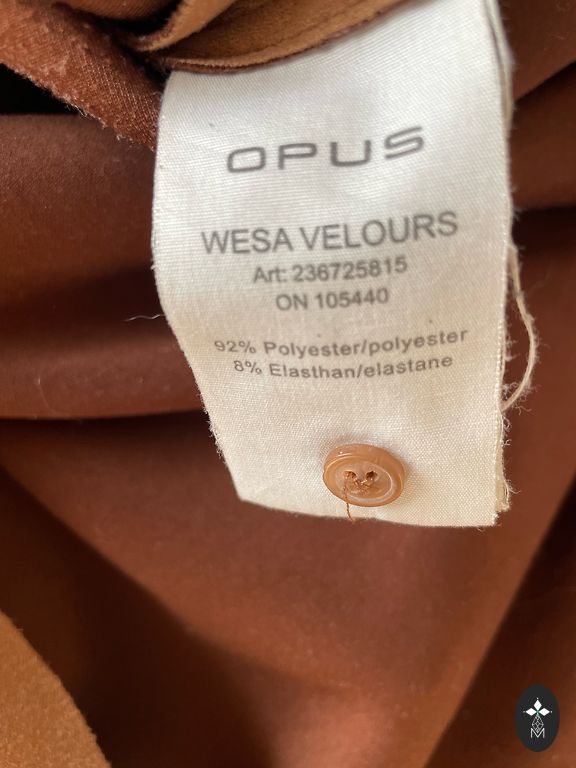 OPUS
WESA VELOURS
Art: 236725815
ON 105440
92% Polyester/polyester
8% Elasthan/elastane
M